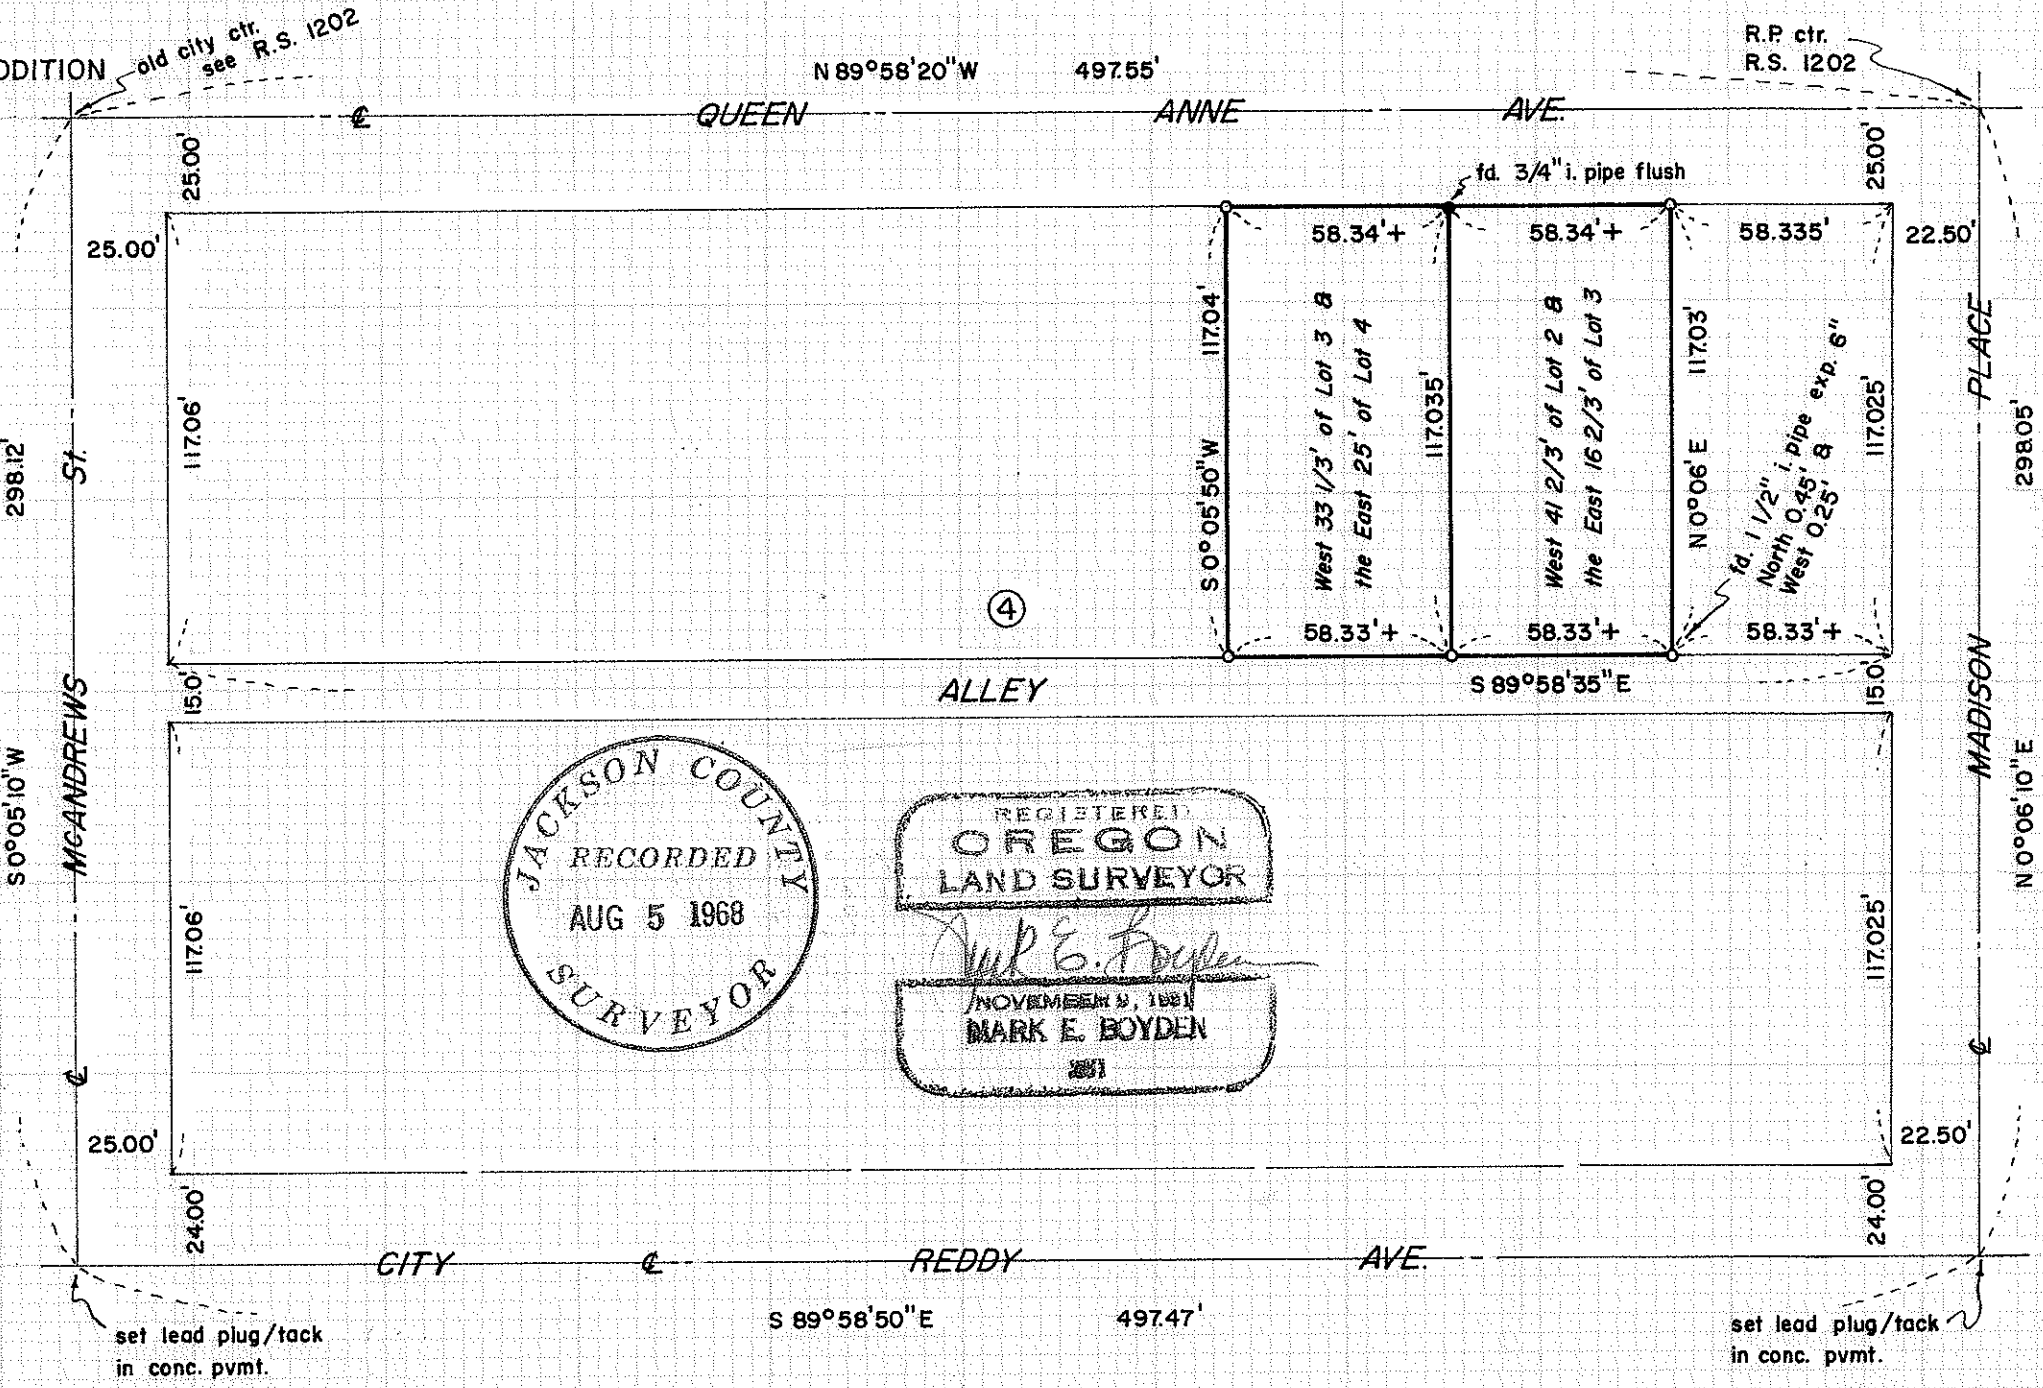 DDITION
old city ctr.
see R.S. 1202
N 89°58'20"W 497.55'
R.P. ctr.
R.S. 1202
℄ QUEEN ANNE AVE.
25.00'
25.00'
fd. 3/4" i. pipe flush
25.00'
58.34'+
58.34'+
58.335'
22.50'
298.12'
McANDREWS St.
S 0°05'10"W
℄
117.06'
117.04'
S 0°05'50"W
West 33 1/3' of Lot 3 &
the East 25' of Lot 4
117.035'
West 41 2/3' of Lot 2 &
the East 16 2/3' of Lot 3
N 0°06'E 117.03'
fd. 1 1/2" i. pipe exp. 6"
North 0.45' &
West 0.25'
117.025'
MADISON PLACE
298.05'
N 0°06'10"E
℄
4
58.33'+
58.33'+
58.33'+
15.0'
ALLEY
S 89°58'35"E
15.0'
JACKSON COUNTY
RECORDED
AUG 5 1968
SURVEYOR
REGISTERED
OREGON
LAND SURVEYOR
Mark E. Boyden
NOVEMBER
MARK E. BOYDEN
117.06'
117.025'
25.00'
22.50'
24.00'
24.00'
CITY ℄ REDDY AVE.
S 89°58'50"E 497.47'
set lead plug/tack
in conc. pvmt.
set lead plug/tack
in conc. pvmt.